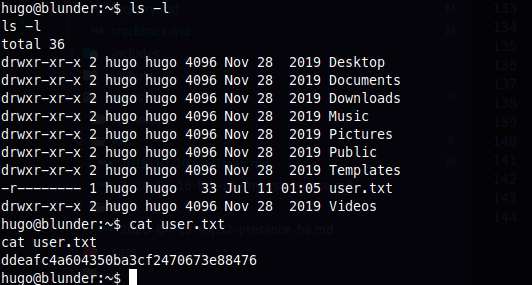 hugo@blunder:~$ ls -l
ls -l
total 36
drwxr-xr-x 2 hugo hugo 4096 Nov 28  2019 Desktop
drwxr-xr-x 2 hugo hugo 4096 Nov 28  2019 Documents
drwxr-xr-x 2 hugo hugo 4096 Nov 28  2019 Downloads
drwxr-xr-x 2 hugo hugo 4096 Nov 28  2019 Music
drwxr-xr-x 2 hugo hugo 4096 Nov 28  2019 Pictures
drwxr-xr-x 2 hugo hugo 4096 Nov 28  2019 Public
drwxr-xr-x 2 hugo hugo 4096 Nov 28  2019 Templates
-r-------- 1 hugo hugo   33 Jul 11 01:05 user.txt
drwxr-xr-x 2 hugo hugo 4096 Nov 28  2019 Videos
hugo@blunder:~$ cat user.txt
cat user.txt
ddeafc4a604350ba3cf2470673e88476
hugo@blunder:~$
trackback.md
includes
133
134
135
136
137
138
139
140
141
142
143
144